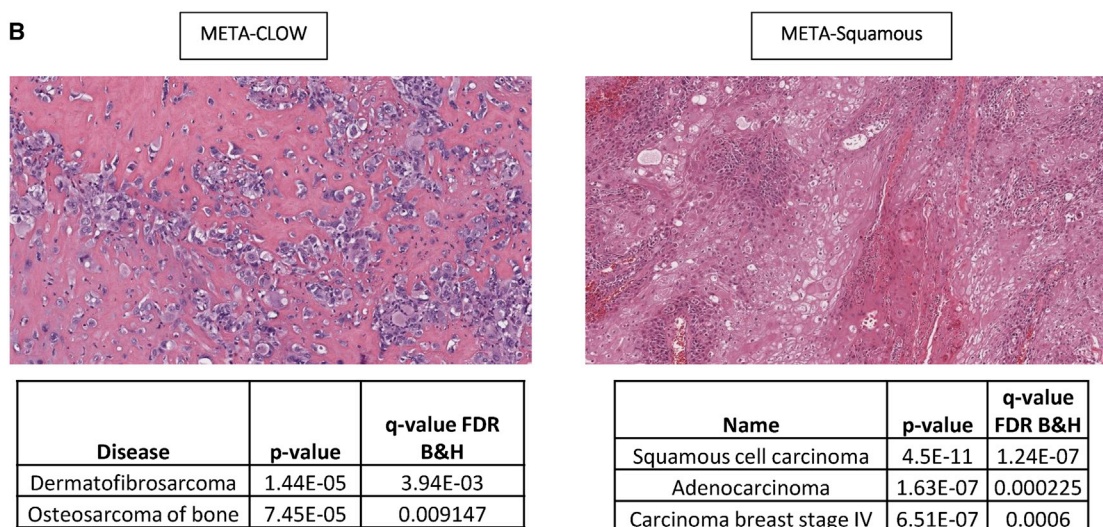 B
META-CLOW
META-Squamous
Disease p-value q-value FDR B&H
Dermatofibrosarcoma 1.44E-05 3.94E-03
Osteosarcoma of bone 7.45E-05 0.009147
Name p-value q-value FDR B&H
Squamous cell carcinoma 4.5E-11 1.24E-07
Adenocarcinoma 1.63E-07 0.000225
Carcinoma breast stage IV 6.51E-07 0.0006